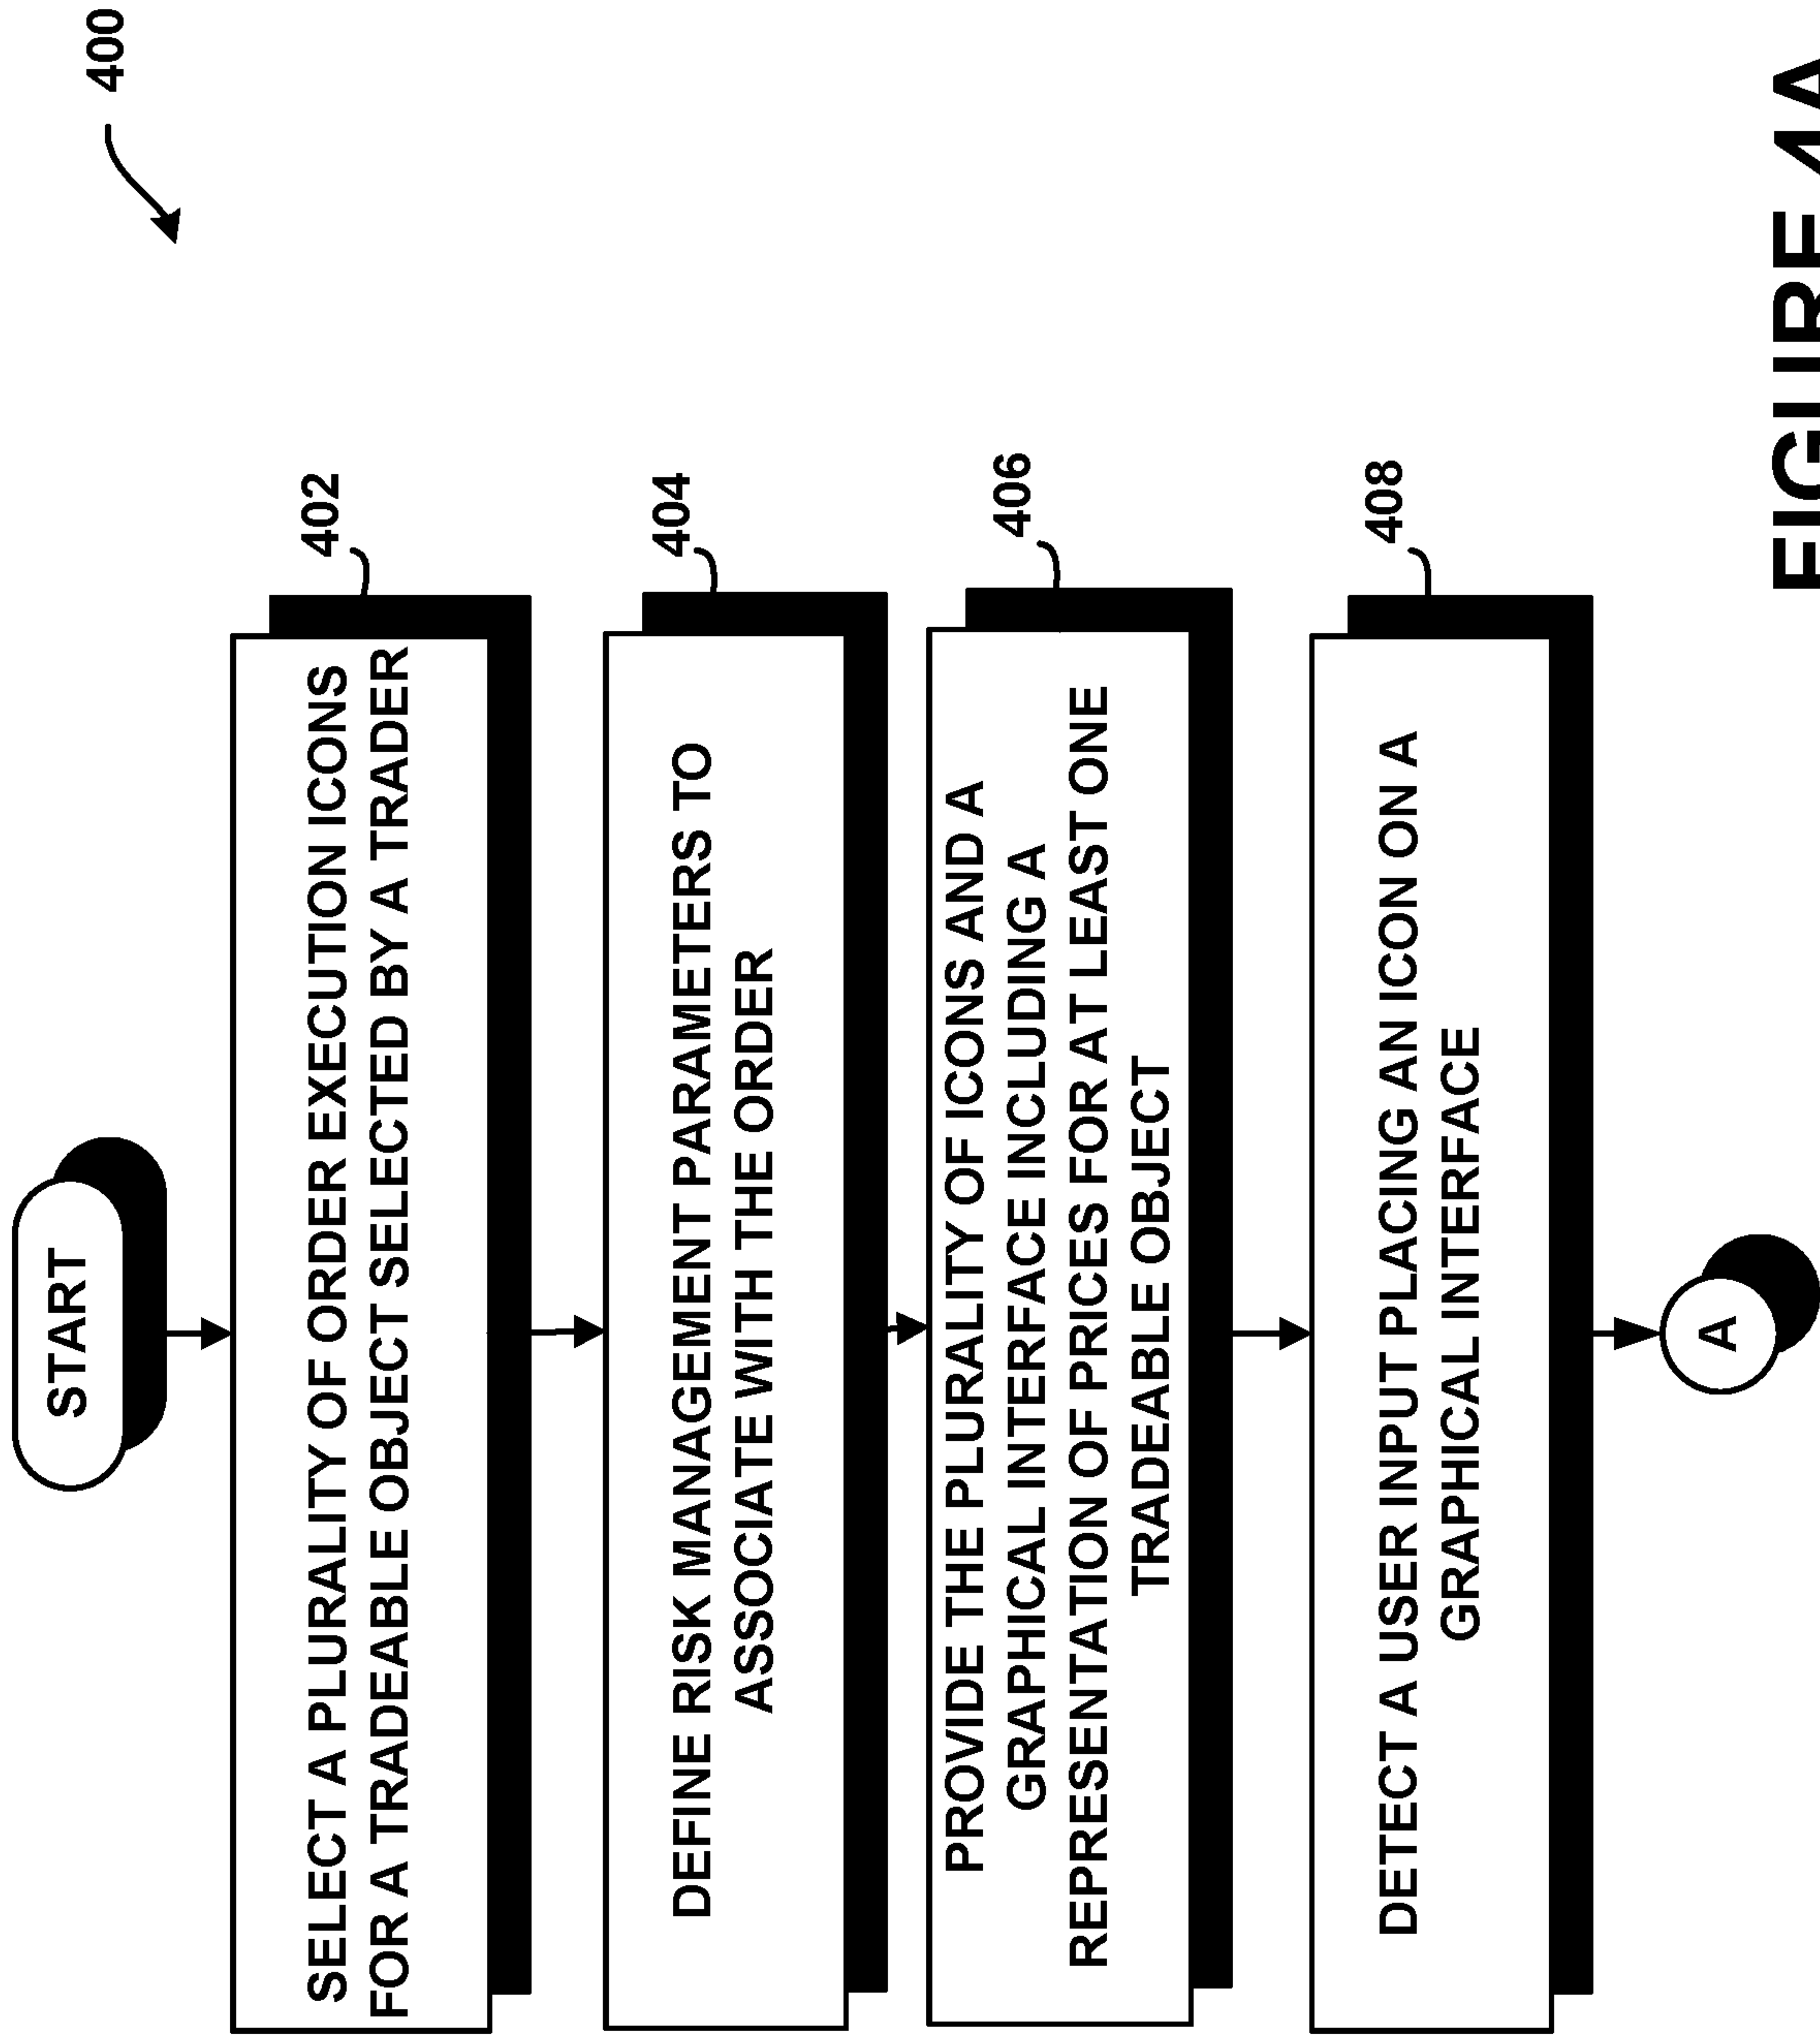 400
START
SELECT A PLURALITY OF ORDER EXECUTION ICONS
FOR A TRADEABLE OBJECT SELECTED BY A TRADER
402
DEFINE RISK MANAGEMENT PARAMETERS TO
ASSOCIATE WITH THE ORDER
404
PROVIDE THE PLURALITY OF ICONS AND A
GRAPHICAL INTERFACE INCLUDING A
REPRESENTATION OF PRICES FOR AT LEAST ONE
TRADEABLE OBJECT
406
DETECT A USER INPUT PLACING AN ICON ON A
GRAPHICAL INTERFACE
408
A
FIGURE 4A